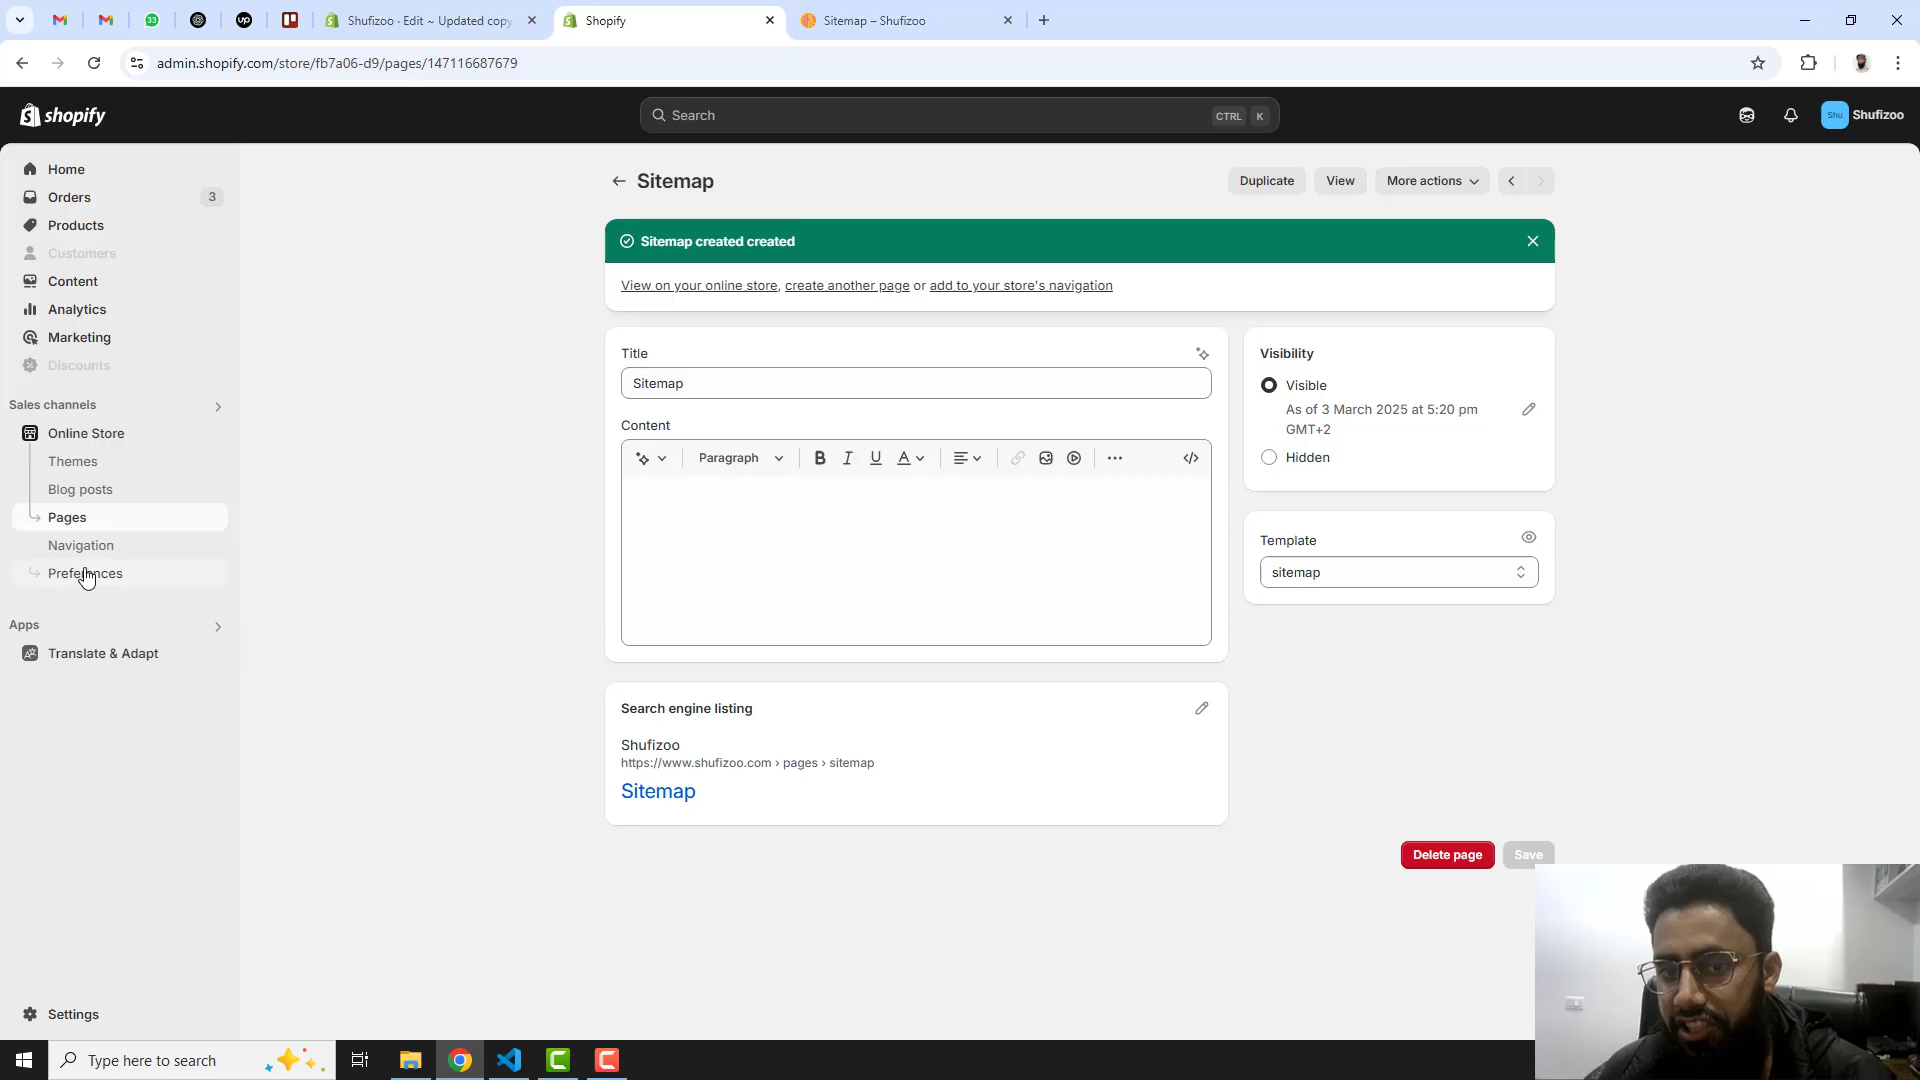 33
up
Shufizoo · Edit ~ Updated copy
Shopify
Sitemap – Shufizoo
admin.shopify.com/store/fb7a06-d9/pages/147116687679
shopify
Search
CTRL K
Shu
Shufizoo
Home
Orders
3
Products
Customers
Content
Analytics
Marketing
Discounts
Sales channels
Online Store
Themes
Blog posts
Pages
Navigation
Preferences
Apps
Translate & Adapt
Settings
Sitemap
Duplicate
View
More actions
Sitemap created created
View on your online store, create another page or add to your store's navigation
Title
Sitemap
Content
Paragraph
B I U A
Search engine listing
Shufizoo
https://www.shufizoo.com › pages › sitemap
Sitemap
Visibility
Visible
As of 3 March 2025 at 5:20 pm
GMT+2
Hidden
Template
sitemap
Delete page
Save
Type here to search